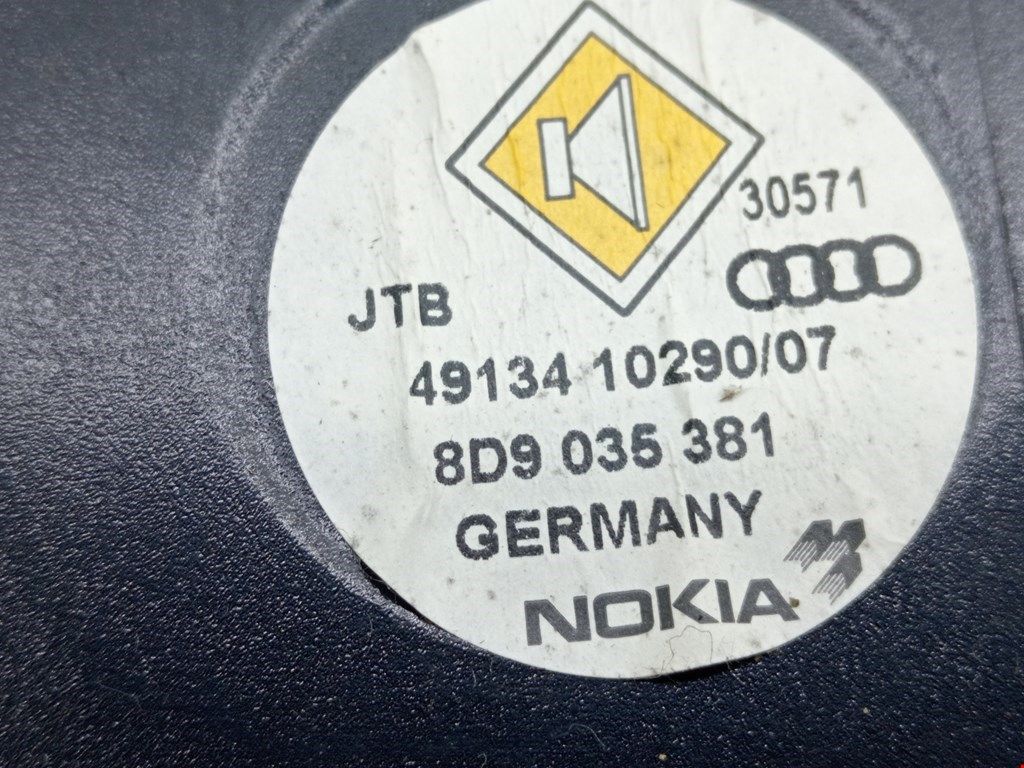 30571
JTB
49134 10290/07
8D9 035 381
GERMANY
NOKIA